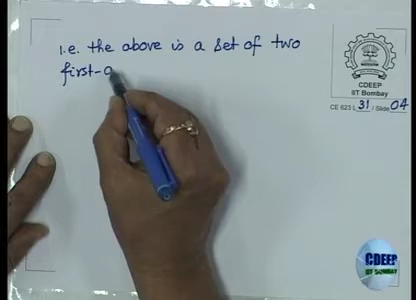 i.e. the above is a set of two
first-o
CDEEP
IIT Bombay
CE 623 L 31 / Slide 04
CDEEP
IIT BOMBAY